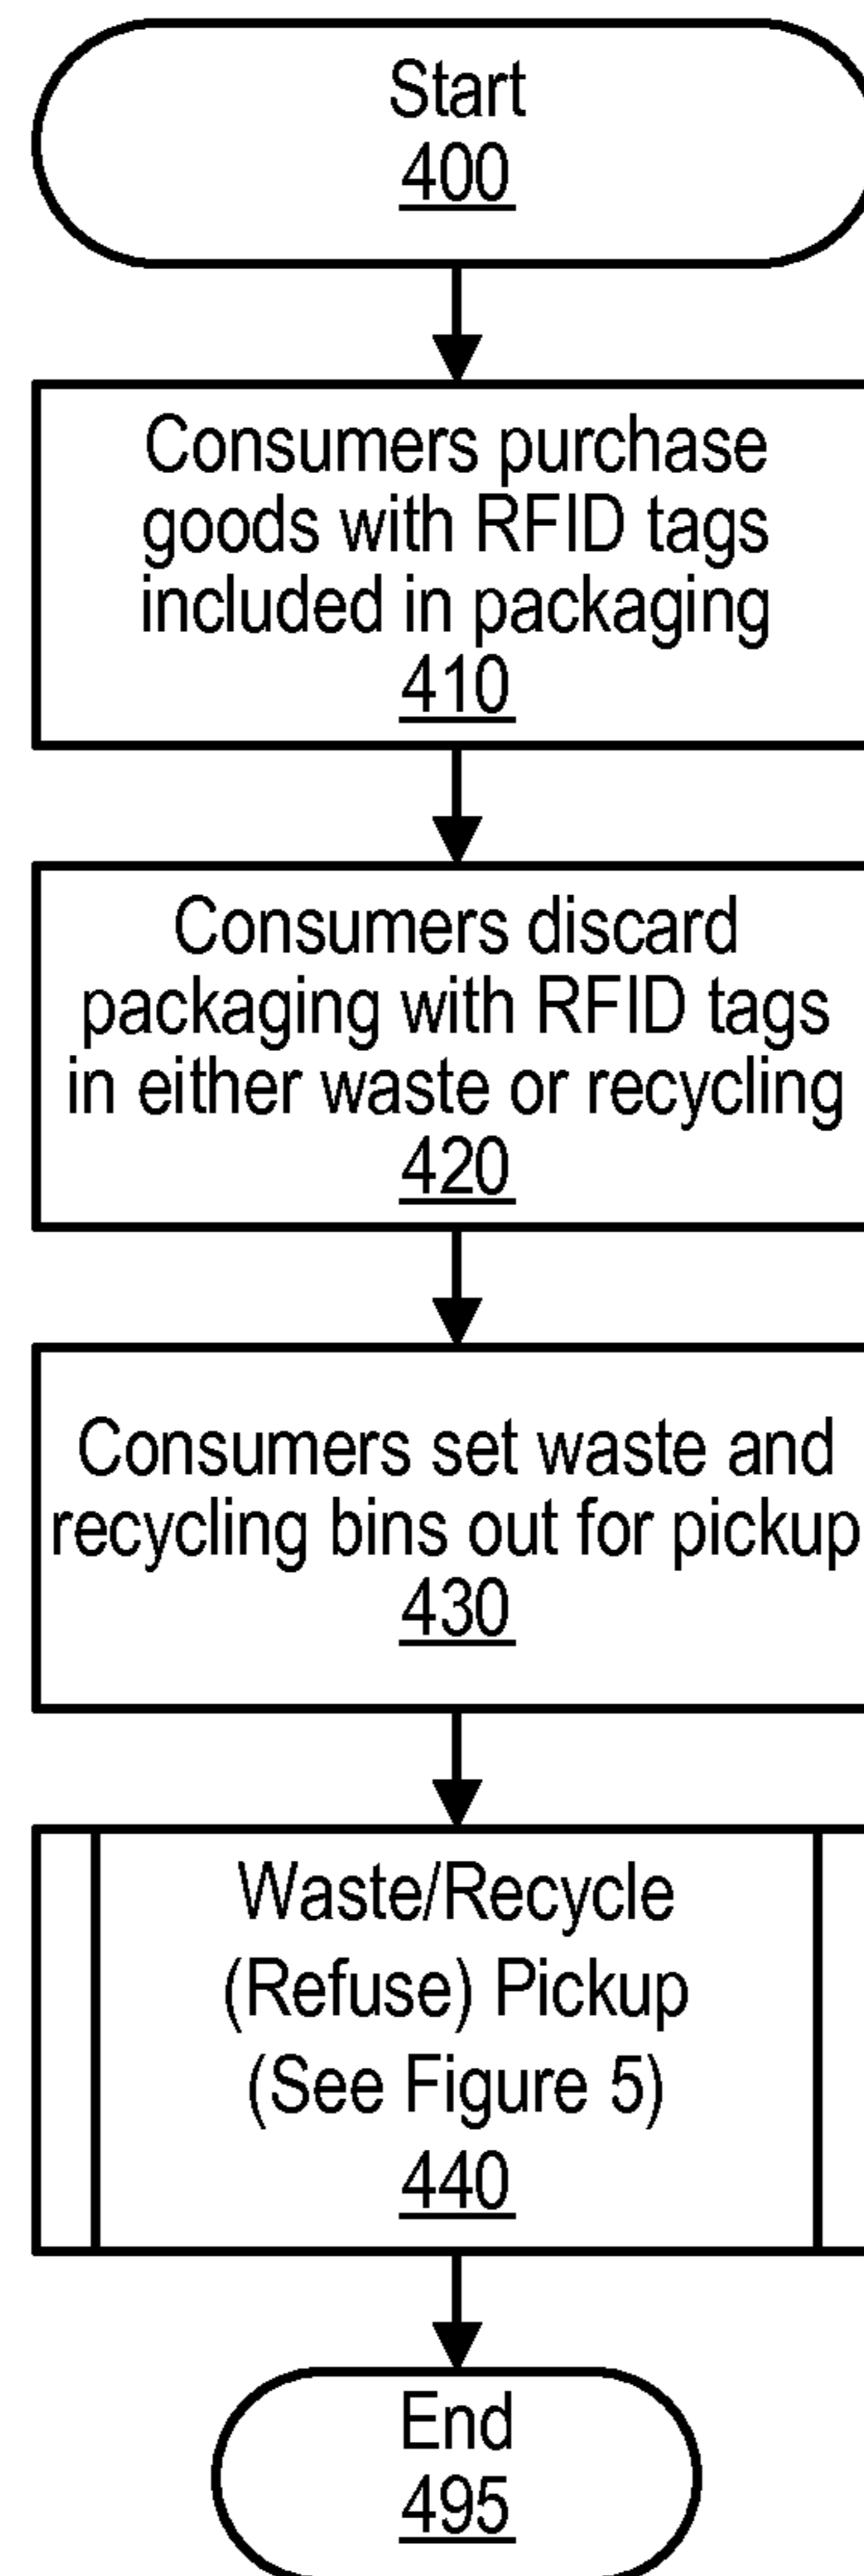 Start
400
Consumers purchase
goods with RFID tags
included in packaging
410
Consumers discard
packaging with RFID tags
in either waste or recycling
420
Consumers set waste and
recycling bins out for pickup
430
Waste/Recycle
(Refuse) Pickup
(See Figure 5)
440
End
495